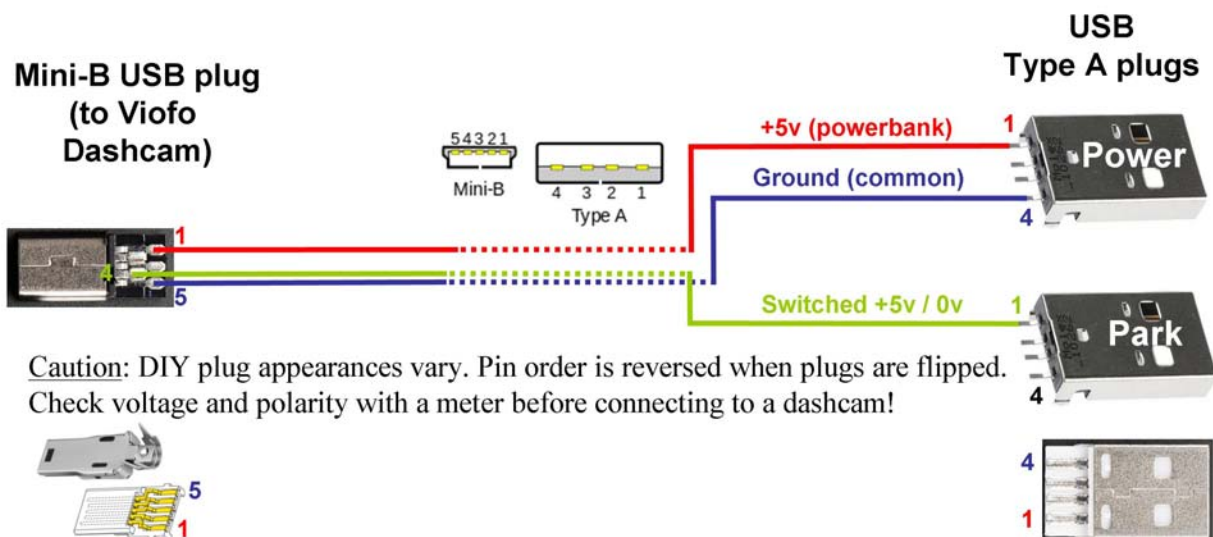 USB
Type A plugs
Mini-B USB plug
(to Viofo
Dashcam)
54321
Mini-B
4 3 2 1
Type A
+5v (powerbank)
1
Power
Ground (common)
4
1
4
5
Switched +5v / 0v
1
Park
4
Caution: DIY plug appearances vary. Pin order is reversed when plugs are flipped.
Check voltage and polarity with a meter before connecting to a dashcam!
5
1
4
1